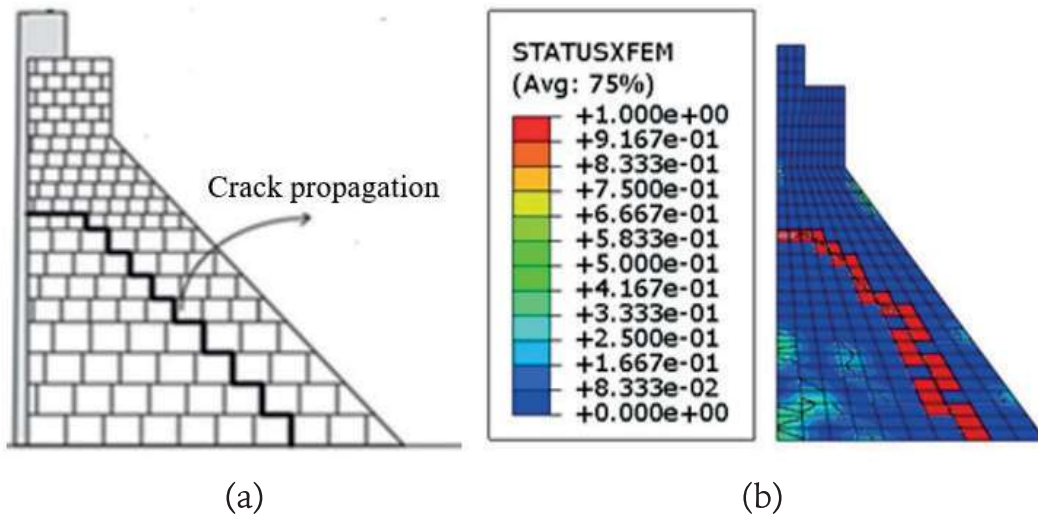 Crack propagation
(a)
STATUSXFEM
(Avg: 75%)
+1.000e+00
+9.167e-01
+8.333e-01
+7.500e-01
+6.667e-01
+5.833e-01
+5.000e-01
+4.167e-01
+3.333e-01
+2.500e-01
+1.667e-01
+8.333e-02
+0.000e+00
(b)